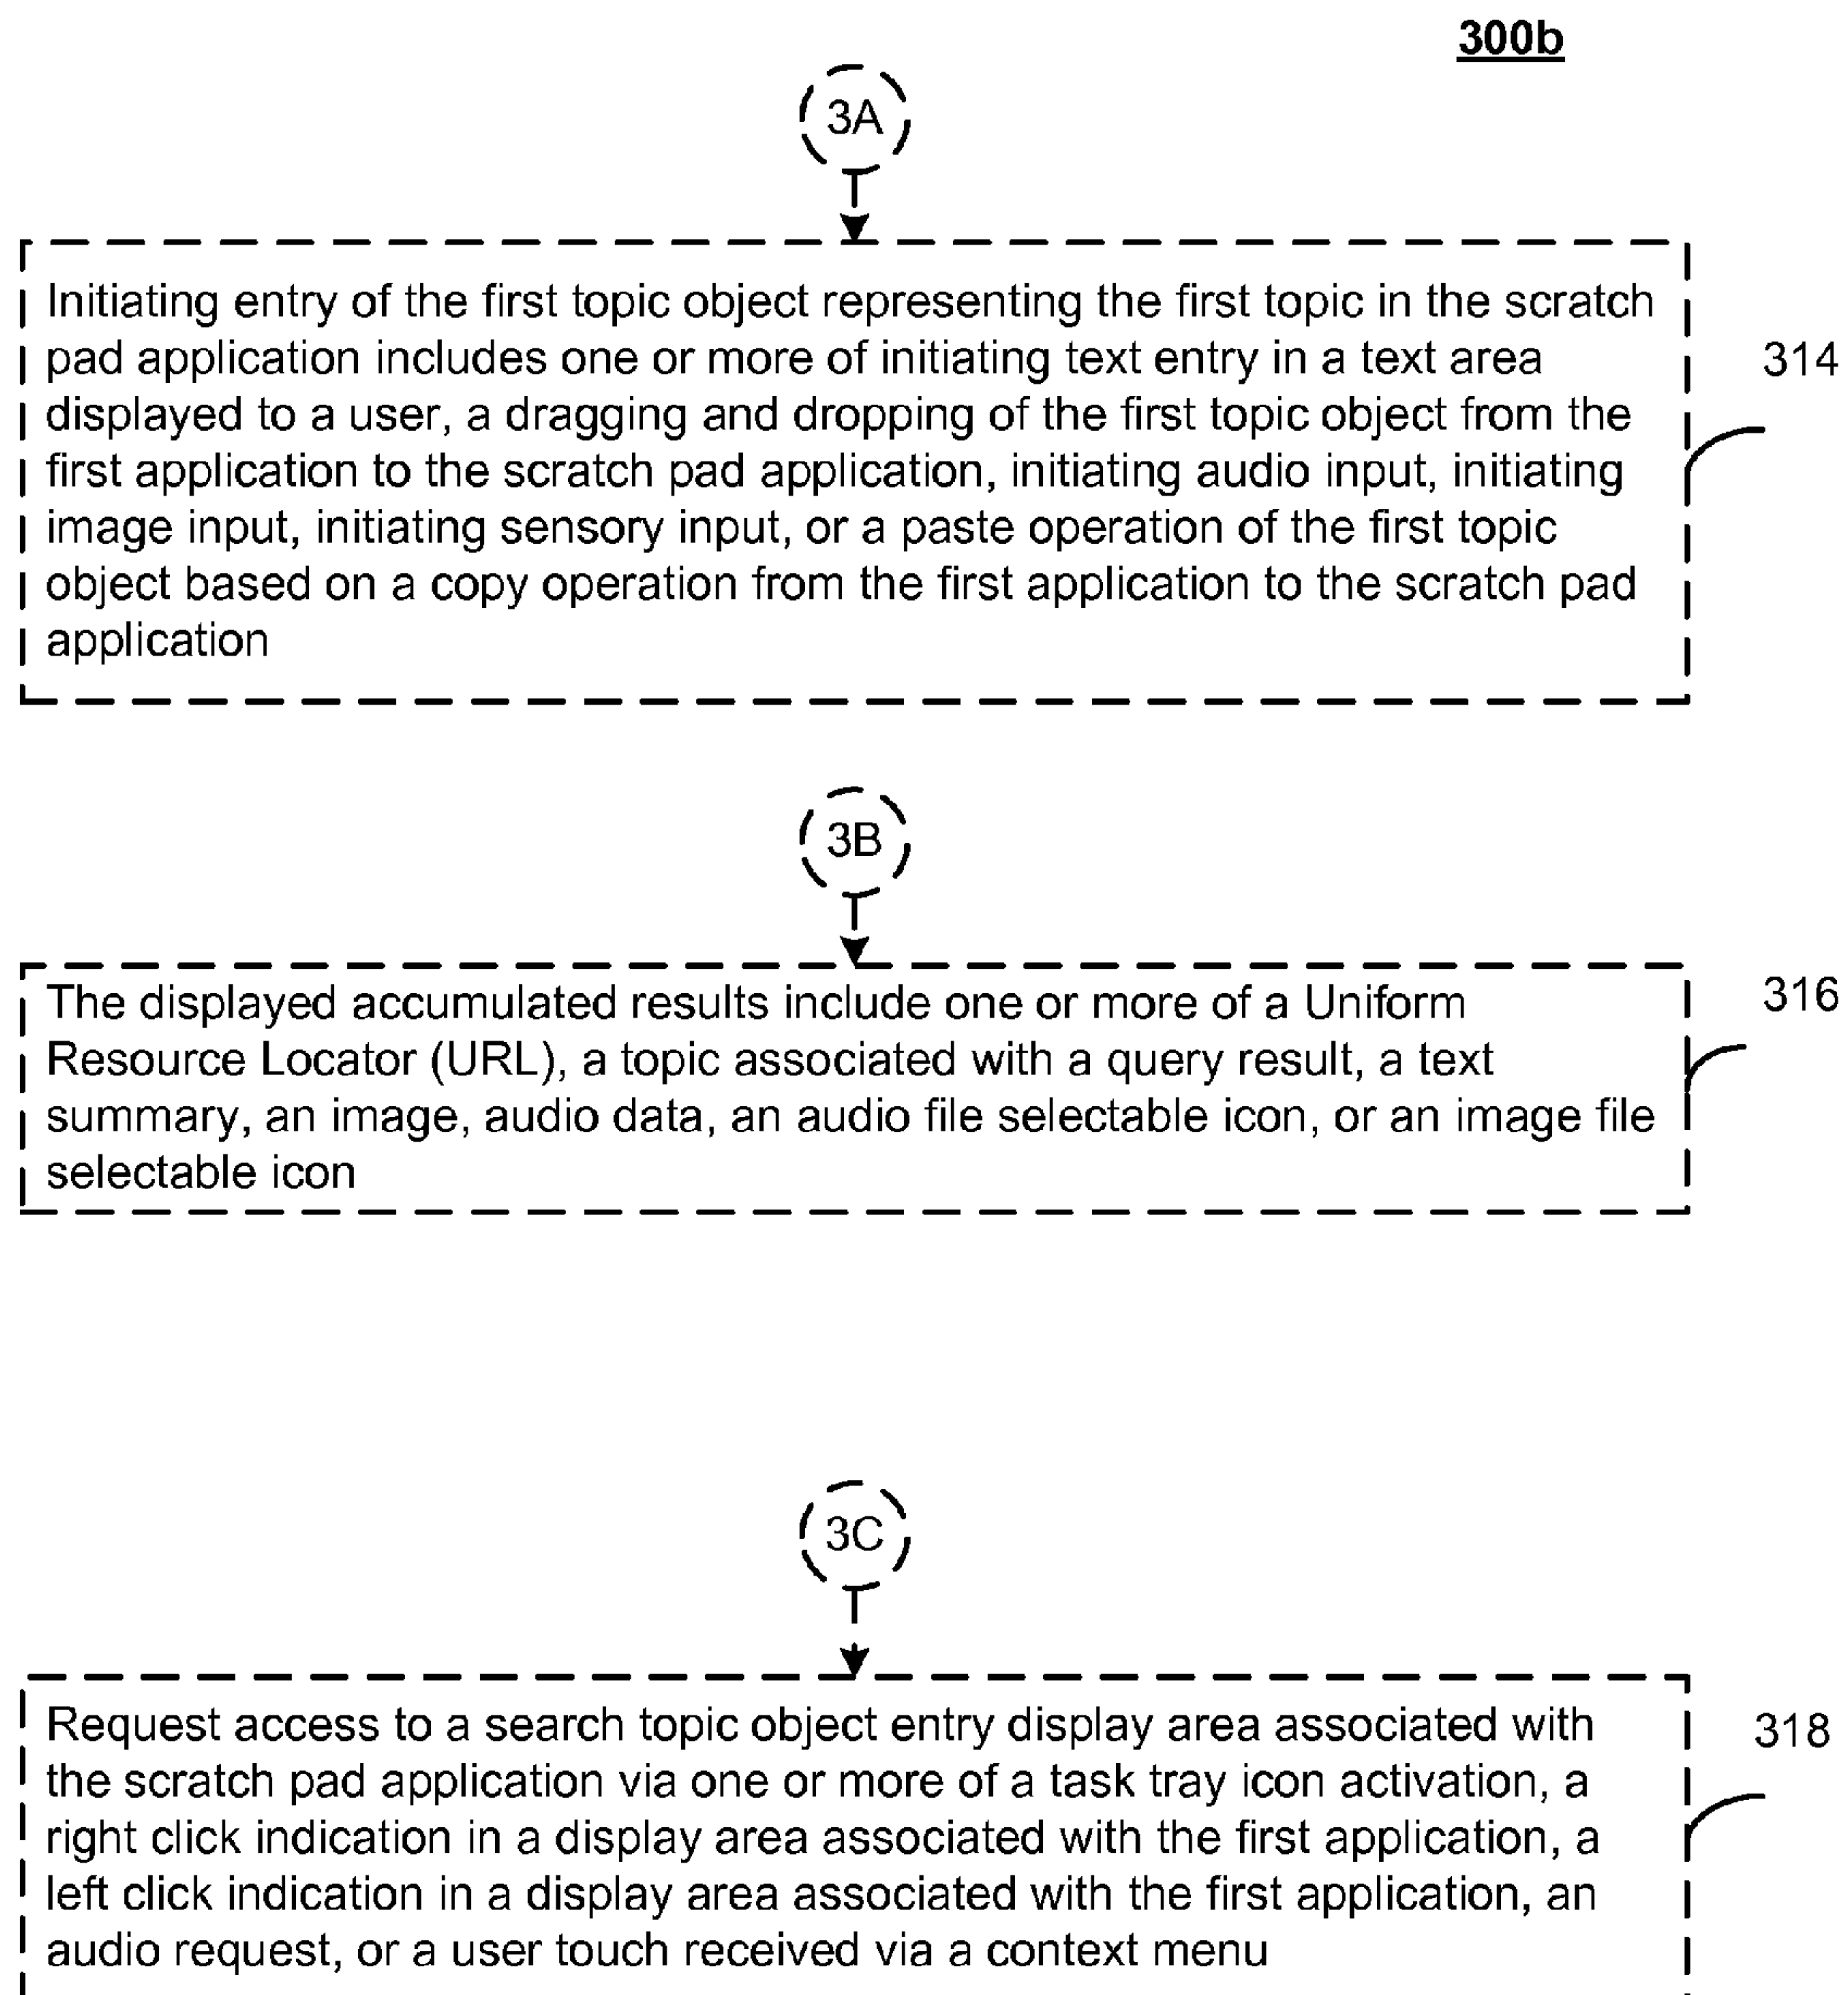 300b
3A
Initiating entry of the first topic object representing the first topic in the scratch
pad application includes one or more of initiating text entry in a text area
displayed to a user, a dragging and dropping of the first topic object from the
first application to the scratch pad application, initiating audio input, initiating
image input, initiating sensory input, or a paste operation of the first topic
object based on a copy operation from the first application to the scratch pad
application
314
3B
The displayed accumulated results include one or more of a Uniform
Resource Locator (URL), a topic associated with a query result, a text
summary, an image, audio data, an audio file selectable icon, or an image file
selectable icon
316
3C
Request access to a search topic object entry display area associated with
the scratch pad application via one or more of a task tray icon activation, a
right click indication in a display area associated with the first application, a
left click indication in a display area associated with the first application, an
audio request, or a user touch received via a context menu
318